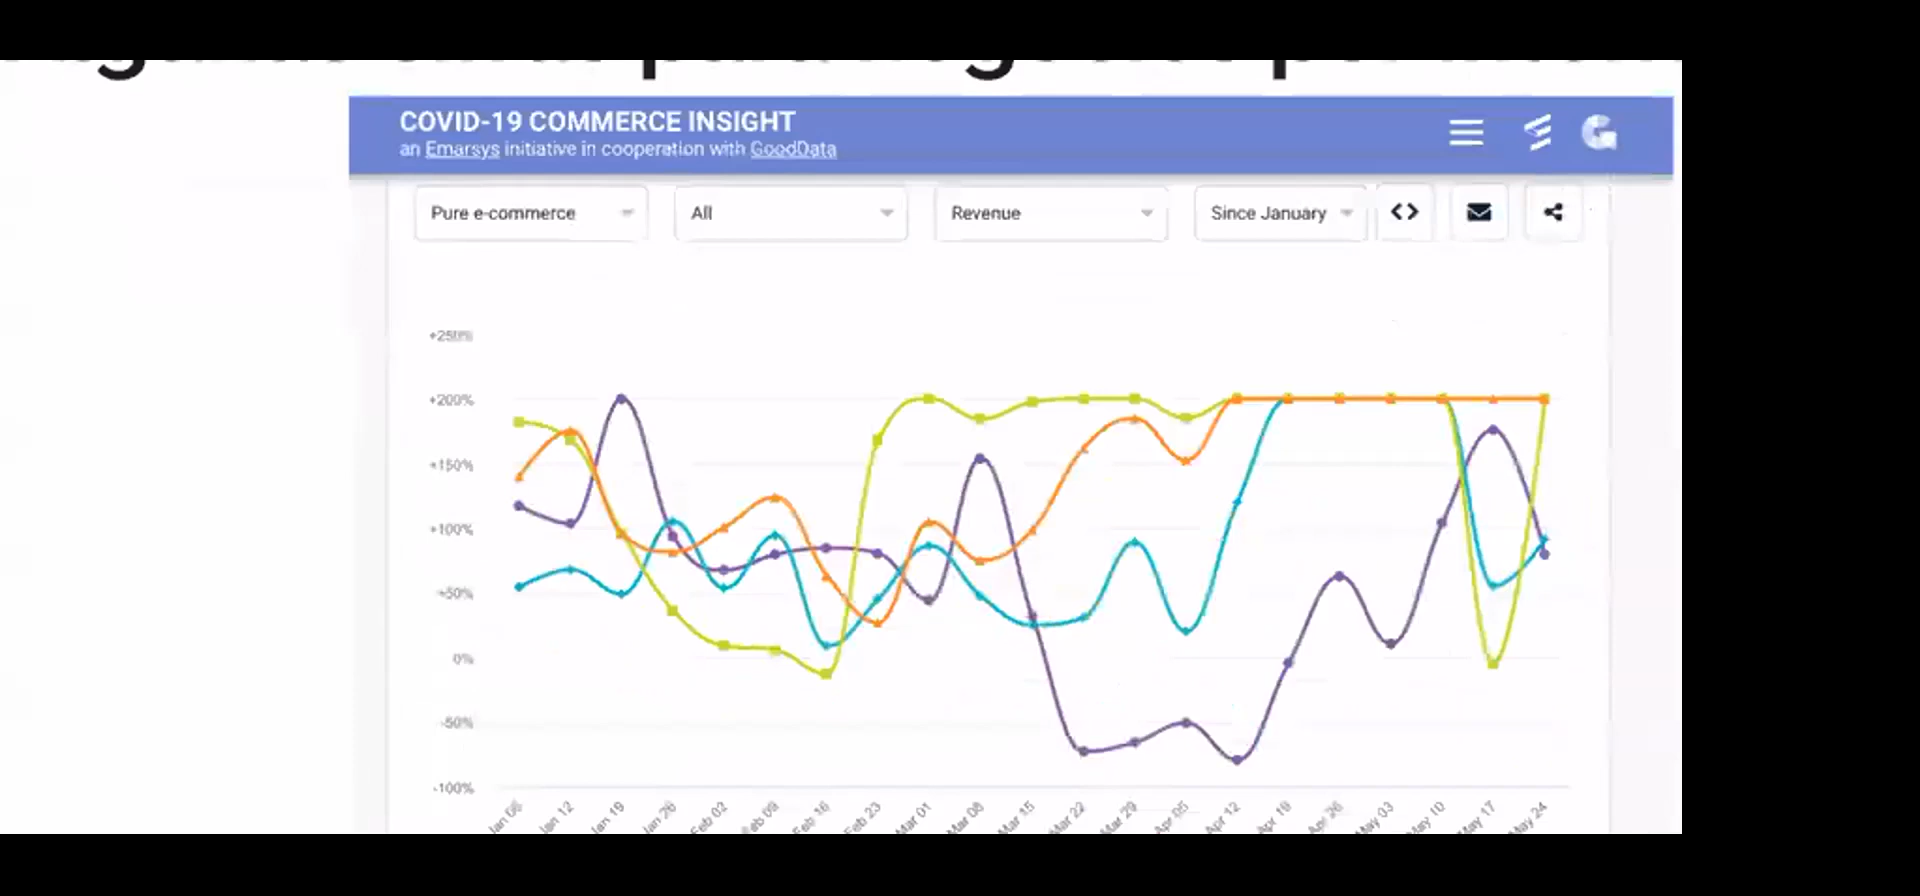 COVID-19 COMMERCE INSIGHT
an Emarsys initiative in cooperation with GoodData
Pure e-commerce All Revenue Since January
+250%
+200%
+150%
+100%
+50%
0%
-50%
-100%
Jan 12 Jan 19 Jan 26 Feb 02 Feb 09 Feb 16 Feb 23 Mar 01 Mar 08 Mar 15 Mar 22 Mar 29 Apr 05 Apr 12 Apr 19 Apr 26 May 03 May 10 May 17 May 24